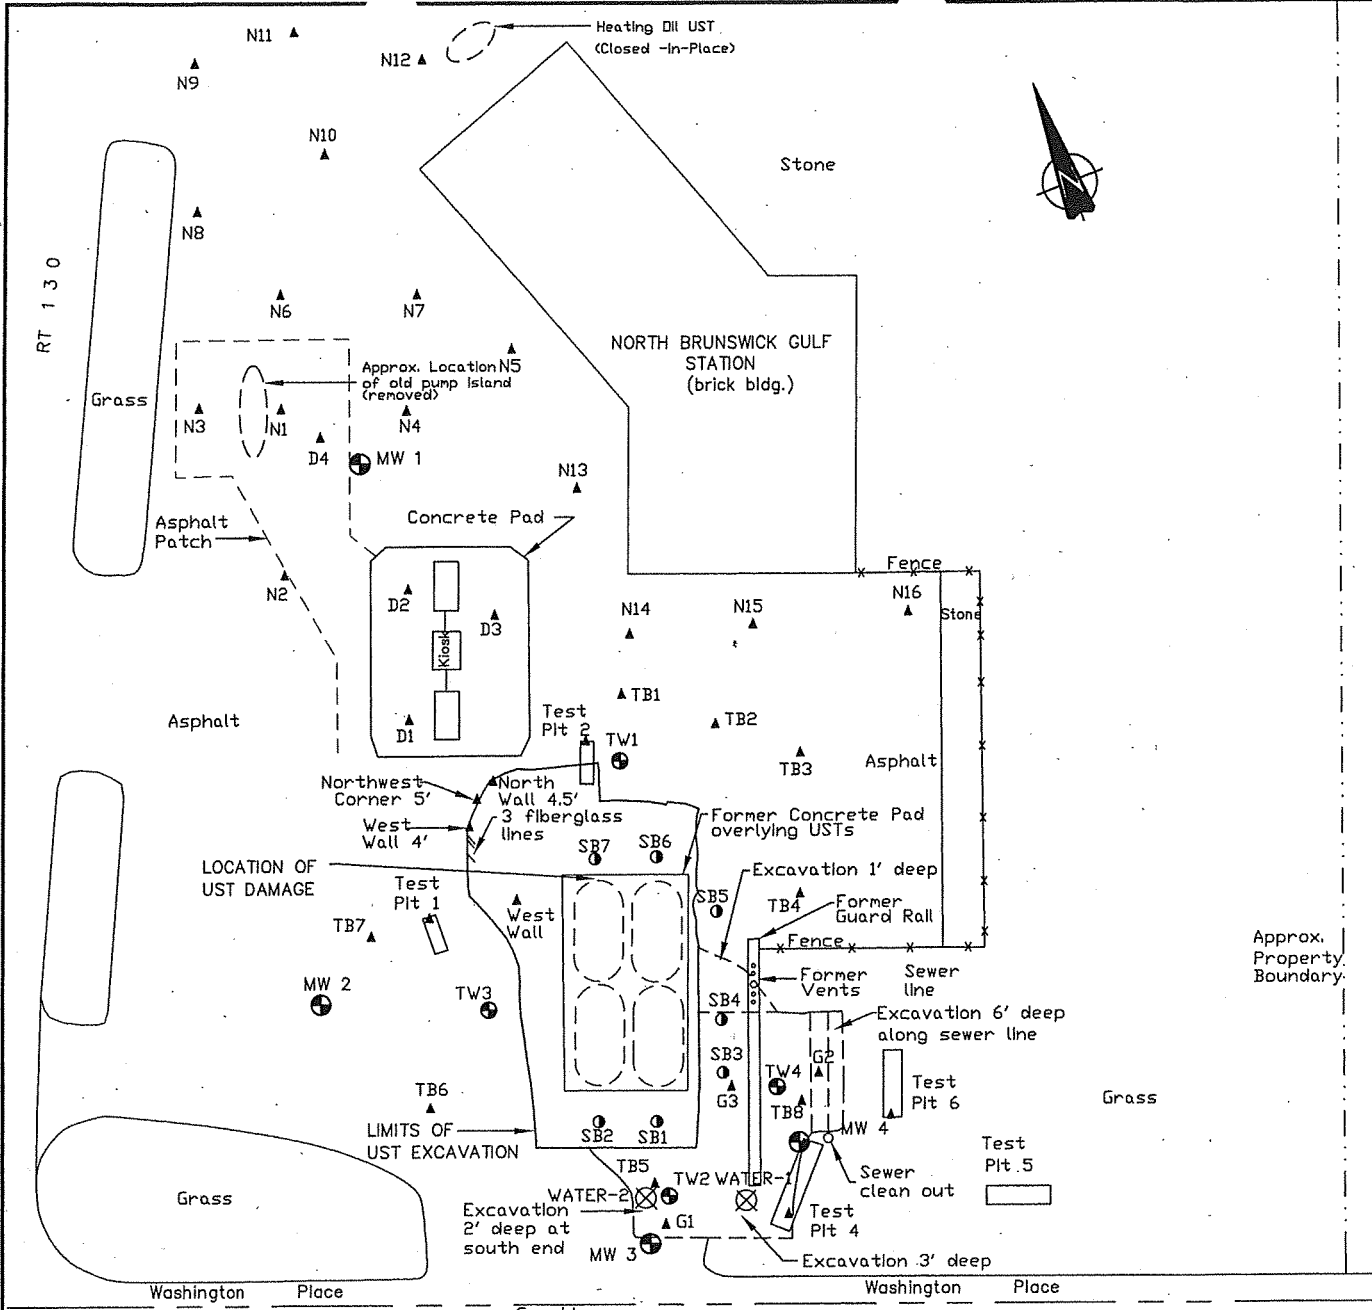 Heating Oil UST
(Closed -In-Place)
N11
N12
N9
N10
Stone
N8
RT 130
N6
N7
NORTH BRUNSWICK GULF
STATION
(brick bldg.)
Approx. Location
of old pump island
(removed)
N5
Grass
N3
N1
N4
D4
MW 1
N13
Concrete Pad
Asphalt
Patch
Fence
N2
D2
D3
Kiosk
N14
N15
N16
Stone
TB1
TB2
Asphalt
D1
Test
Pit 2
TW1
TB3
Asphalt
Northwest
Corner 5'
North
Wall 4.5'
3 fiberglass
lines
West
Wall 4'
Former Concrete Pad
overlying USTs
SB7
SB6
LOCATION OF
UST DAMAGE
Excavation 1' deep
Test
Pit 1
West
Wall
SB5
TB4
Former
Guard Rail
TB7
Fence
Approx.
Property
Boundary
MW 2
TW3
Former
Vents
Sewer
line
SB4
Excavation 6' deep
along sewer line
SB3
G3
TW4
G2
TB8
Test
Pit 6
Grass
TB6
LIMITS OF
UST EXCAVATION
SB2
SB1
MW 4
Test
Pit 5
Sewer
clean out
TB5
WATER-2
TW2
WATER-1
Grass
Excavation
2' deep at
south end
G1
Test
Pit 4
MW 3
Excavation 3' deep
Washington Place
Washington Place